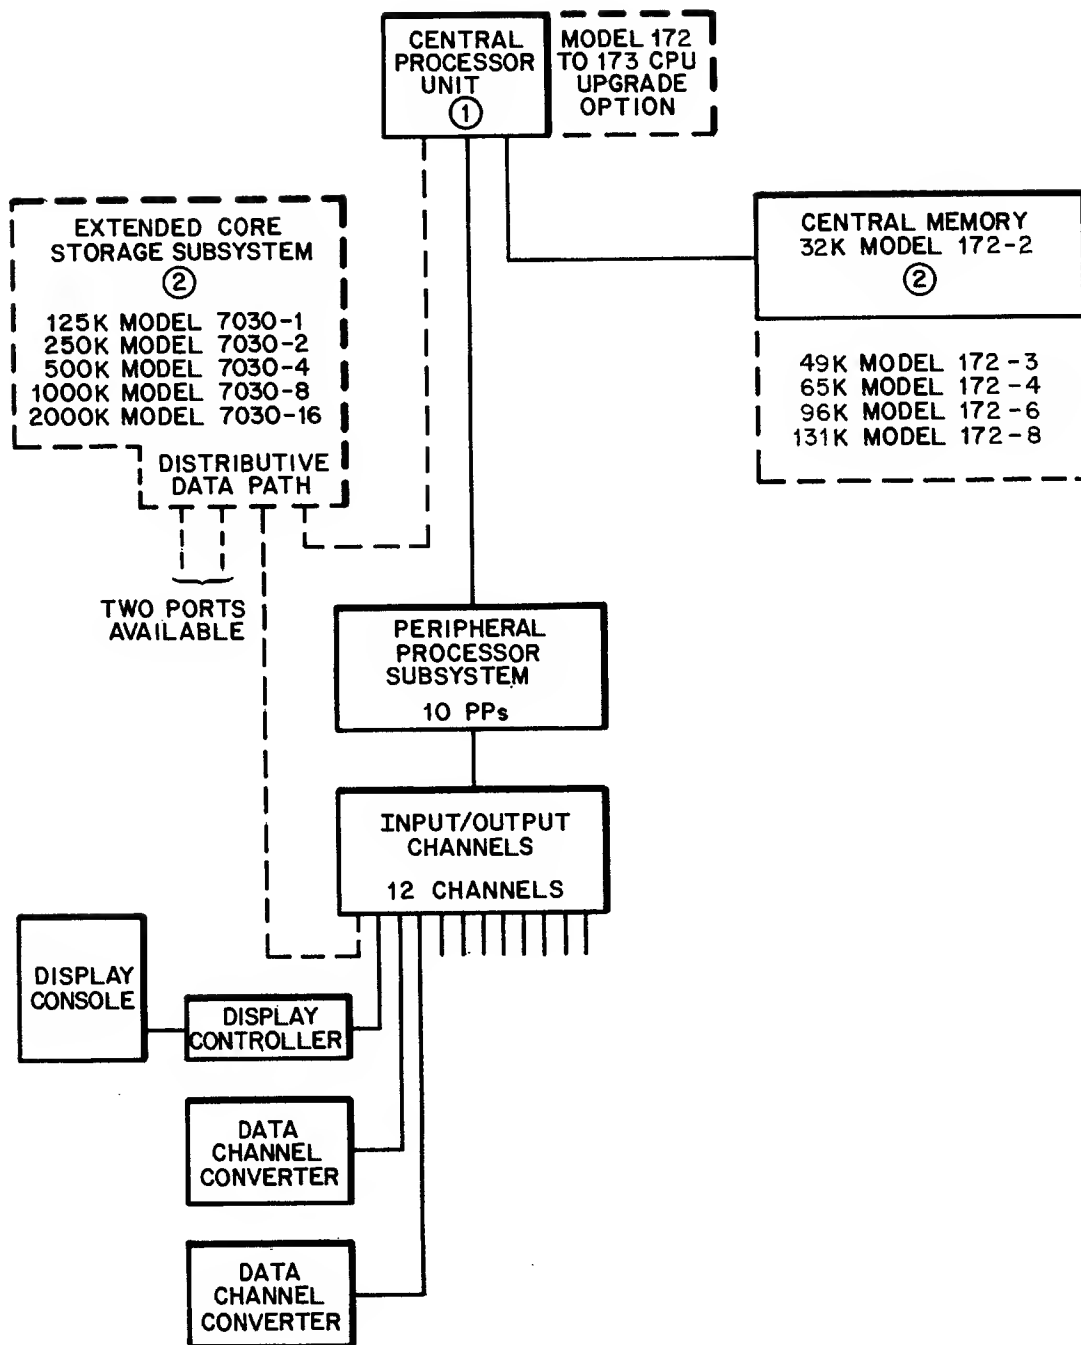 CENTRAL
PROCESSOR
UNIT
①
MODEL 172
TO 173 CPU
UPGRADE
OPTION
EXTENDED CORE
STORAGE SUBSYSTEM
②
125K MODEL 7030-1
250K MODEL 7030-2
500K MODEL 7030-4
1000K MODEL 7030-8
2000K MODEL 7030-16
DISTRIBUTIVE
DATA PATH
TWO PORTS
AVAILABLE
CENTRAL MEMORY
32K MODEL 172-2
②
49K MODEL 172-3
65K MODEL 172-4
96K MODEL 172-6
131K MODEL 172-8
PERIPHERAL
PROCESSOR
SUBSYSTEM
10 PPs
INPUT/OUTPUT
CHANNELS
12 CHANNELS
DISPLAY
CONSOLE
DISPLAY
CONTROLLER
DATA
CHANNEL
CONVERTER
DATA
CHANNEL
CONVERTER